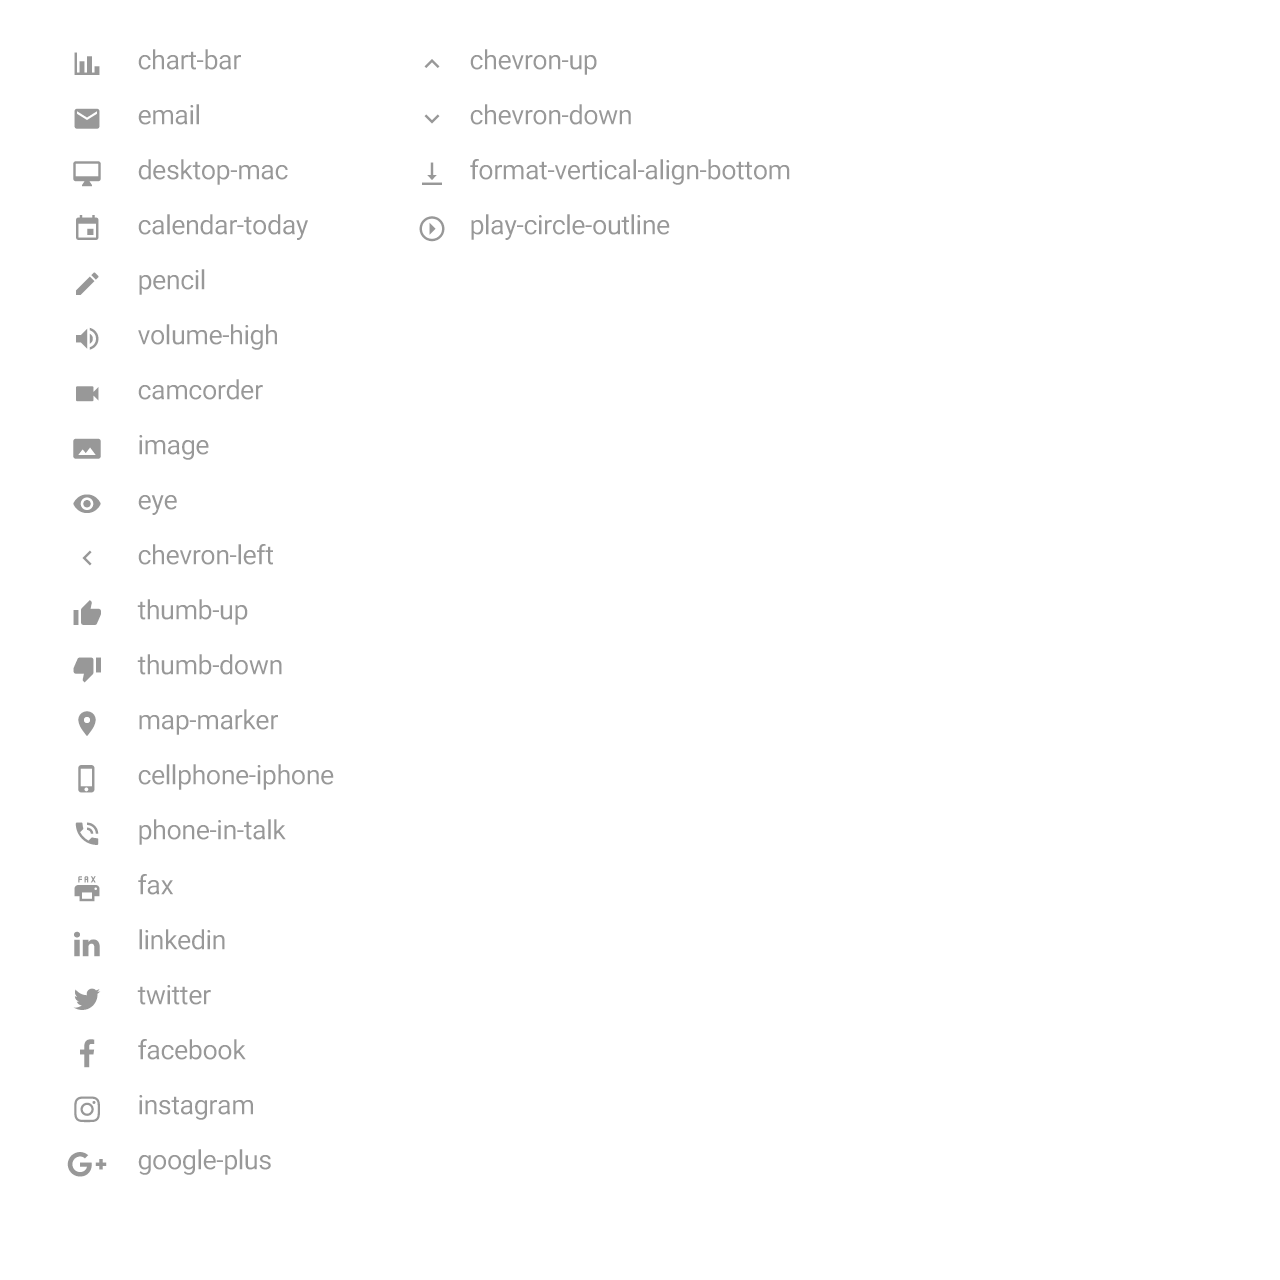 chart-bar
email
desktop-mac
calendar-today
pencil
volume-high
camcorder
image
eye
chevron-left
thumb-up
thumb-down
map-marker
cellphone-iphone
phone-in-talk
FAX
fax
linkedin
twitter
facebook
instagram
google-plus
chevron-up
chevron-down
format-vertical-align-bottom
play-circle-outline